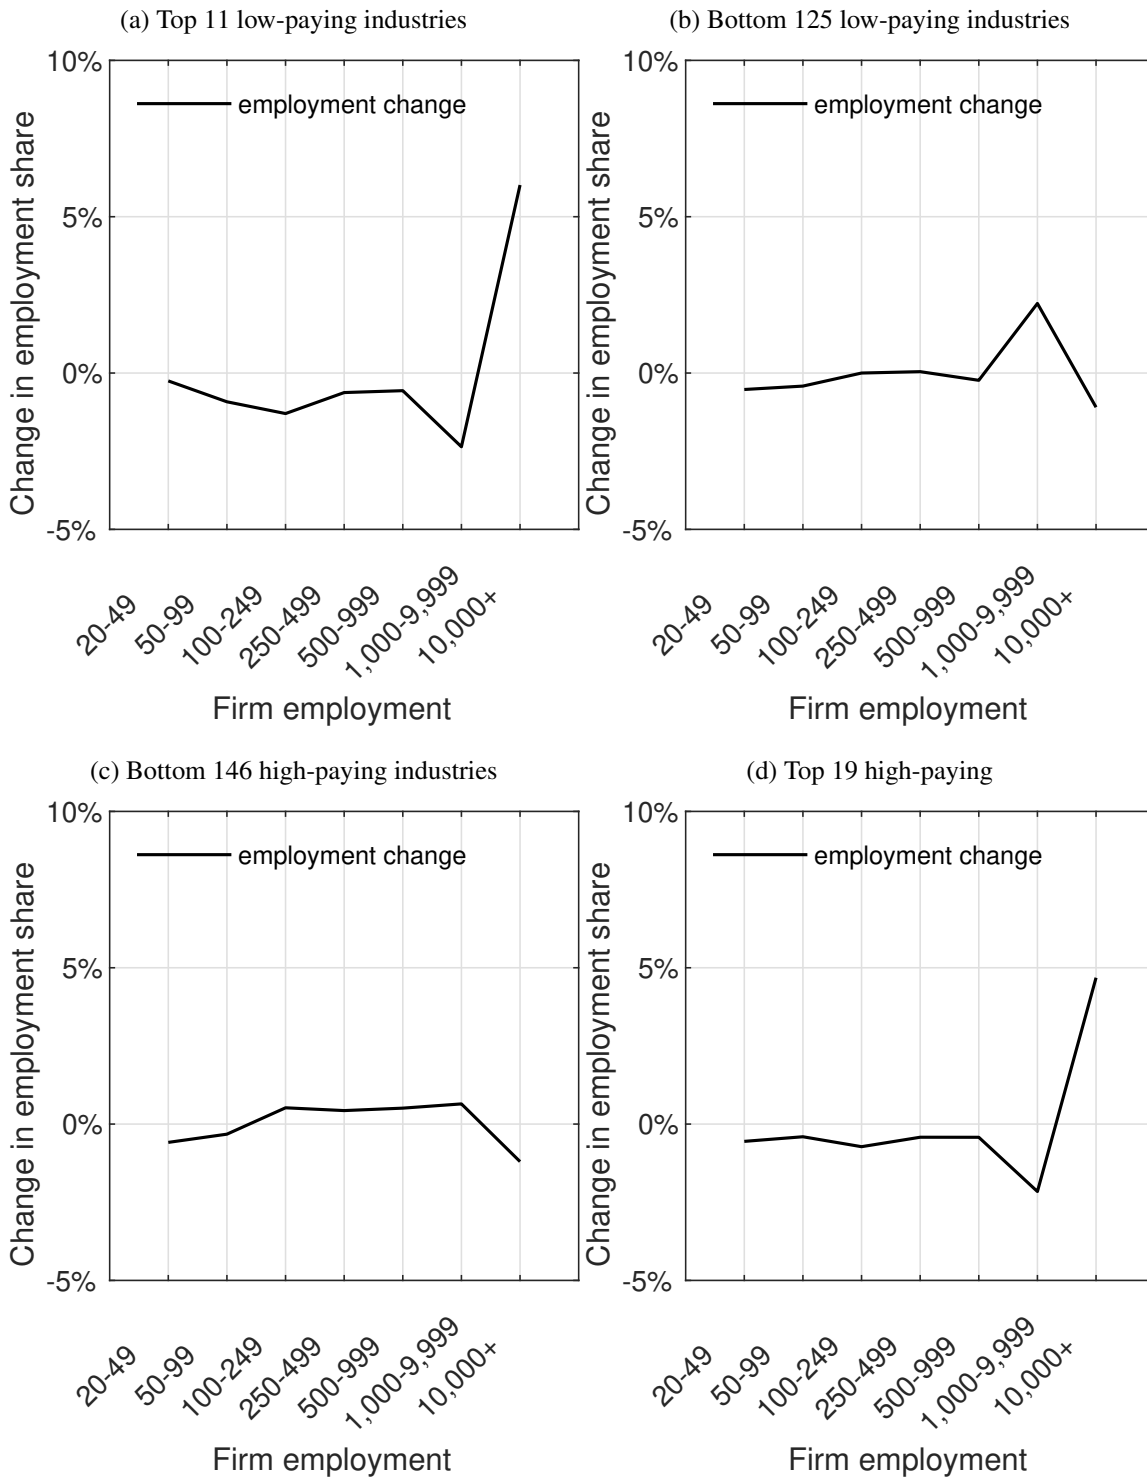 (a) Top 11 low-paying industries
10%
5%
0%
-5%
Change in employment share
employment change
20-49
50-99
100-249
250-499
500-999
1,000-9,999
10,000+
Firm employment
(b) Bottom 125 low-paying industries
10%
5%
0%
-5%
Change in employment share
employment change
20-49
50-99
100-249
250-499
500-999
1,000-9,999
10,000+
Firm employment
(c) Bottom 146 high-paying industries
10%
5%
0%
-5%
Change in employment share
employment change
20-49
50-99
100-249
250-499
500-999
1,000-9,999
10,000+
Firm employment
(d) Top 19 high-paying
10%
5%
0%
-5%
Change in employment share
employment change
20-49
50-99
100-249
250-499
500-999
1,000-9,999
10,000+
Firm employment